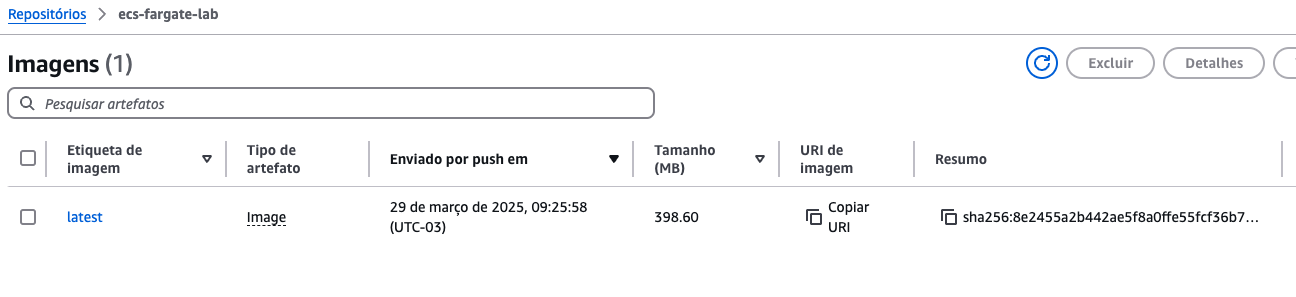 Repositórios > ecs-fargate-lab
Imagens (1)
Excluir
Detalhes
Pesquisar artefatos
Etiqueta de imagem
Tipo de artefato
Enviado por push em
Tamanho (MB)
URI de imagem
Resumo
latest
Image
29 de março de 2025, 09:25:58 (UTC-03)
398.60
Copiar URI
sha256:8e2455a2b442ae5f8a0ffe55fcf36b7...